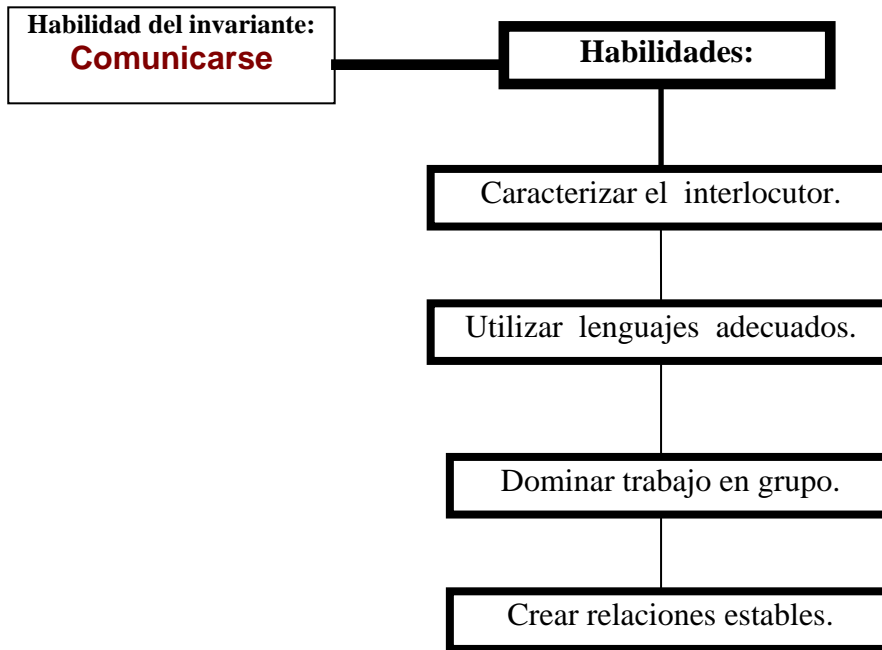 Habilidad del invariante:
Comunicarse
Habilidades:
Caracterizar el interlocutor.
Utilizar lenguajes adecuados.
Dominar trabajo en grupo.
Crear relaciones estables.